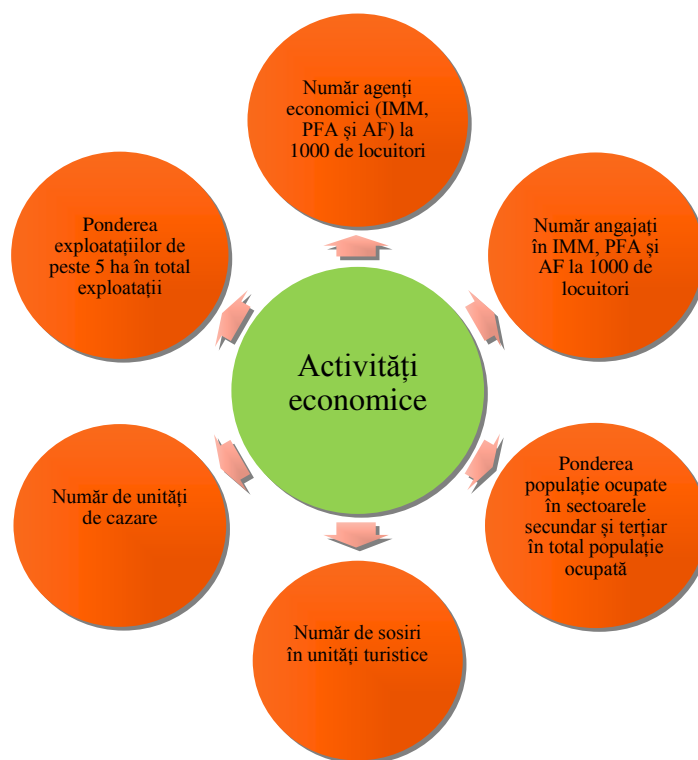 Număr agenți
economici (IMM,
PFA și AF) la
1000 de locuitori
Număr angajați
în IMM, PFA și
AF la 1000 de
locuitori
Ponderea
populație ocupate
în sectoarele
secundar și terțiar
în total populație
ocupată
Număr de sosiri
în unități turistice
Număr de unități
de cazare
Ponderea
exploatațiilor de
peste 5 ha în total
exploatații
Activități
economice